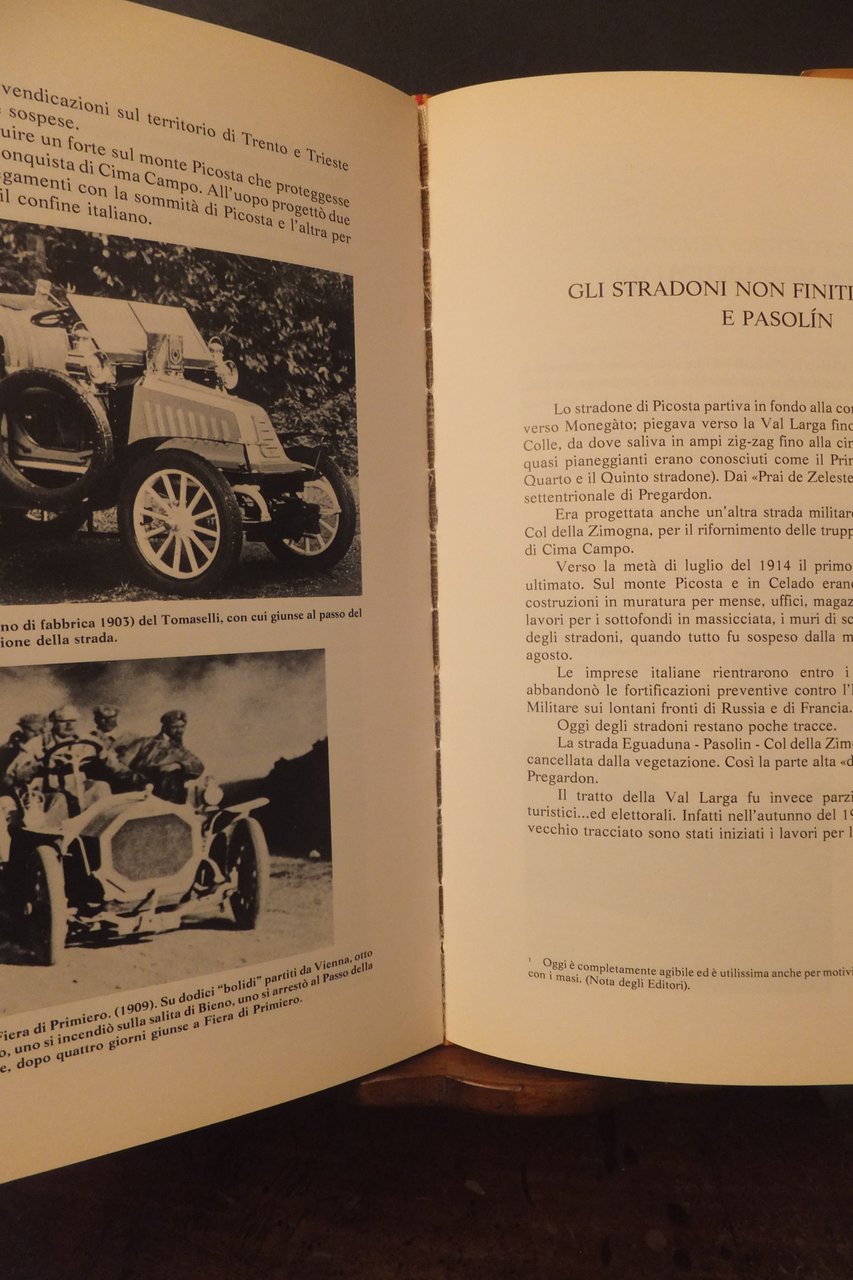 vendicazioni sul territorio di Trento e Trieste
sospese.
uire un forte sul monte Picosta che proteggesse
onquista di Cima Campo. All'uopo progettò due
gamenti con la sommità di Picosta e l'altra per
il confine italiano.
no di fabbrica 1903) del Tomaselli, con cui giunse al passo del
ione della strada.
Fiera di Primiero. (1909). Su dodici "bolidi" partiti da Vienna, otto
o, uno si incendiò sulla salita di Bieno, uno si arrestò al Passo della
e, dopo quattro giorni giunse a Fiera di Primiero.
GLI STRADONI NON FINITI
E PASOLÍN
Lo stradone di Picosta partiva in fondo alla con
verso Monegàto; piegava verso la Val Larga fino
Colle, da dove saliva in ampi zig-zag fino alla cim
quasi pianeggianti erano conosciuti come il Prim
Quarto e il Quinto stradone). Dai «Prai de Zeleste
settentrionale di Pregardon.
Era progettata anche un'altra strada militare
Col della Zimogna, per il rifornimento delle trupp
di Cima Campo.
Verso la metà di luglio del 1914 il primo
ultimato. Sul monte Picosta e in Celado eran
costruzioni in muratura per mense, uffici, magaz
lavori per i sottofondi in massicciata, i muri di so
degli stradoni, quando tutto fu sospeso dalla m
agosto.
Le imprese italiane rientrarono entro i
abbandonò le fortificazioni preventive contro l'I
Militare sui lontani fronti di Russia e di Francia.
Oggi degli stradoni restano poche tracce.
La strada Eguaduna - Pasolin - Col della Zimo
cancellata dalla vegetazione. Così la parte alta «d
Pregardon.
Il tratto della Val Larga fu invece parzi
turistici...ed elettorali. Infatti nell'autunno del 19
vecchio tracciato sono stati iniziati i lavori per l
¹ Oggi è completamente agibile ed è utilissima anche per motivi
con i masi. (Nota degli Editori).